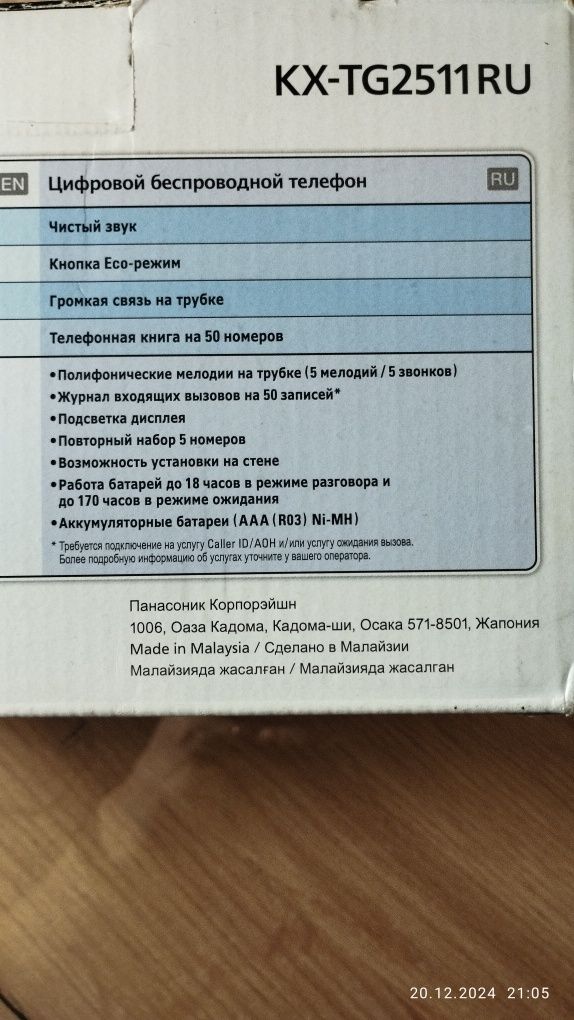 KX-TG2511RU
EN Цифровой беспроводной телефон RU
Чистый звук
Кнопка Eco-режим
Громкая связь на трубке
Телефонная книга на 50 номеров
•Полифонические мелодии на трубке (5 мелодий / 5 звонков)
•Журнал входящих вызовов на 50 записей*
•Подсветка дисплея
•Повторный набор 5 номеров
•Возможность установки на стене
•Работа батарей до 18 часов в режиме разговора и
до 170 часов в режиме ожидания
•Аккумуляторные батареи (AAA (R03) Ni-MH)
* Требуется подключение на услугу Caller ID/АОН и/или услугу ожидания вызова.
Более подробную информацию об услугах уточните у вашего оператора.
Панасоник Корпорэйшн
1006, Оаза Кадома, Кадома-ши, Осака 571-8501, Жапония
Made in Malaysia / Сделано в Малайзии
Малайзияда жасалған / Малайзияда жасалган
20.12.2024 21:05